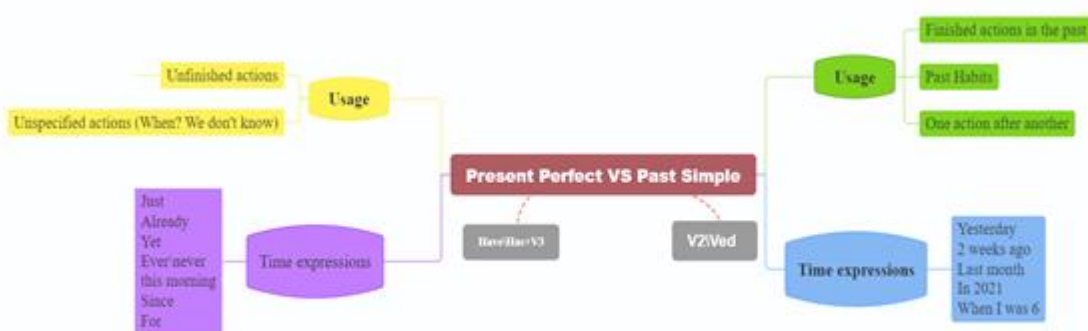 Present Perfect VS Past Simple
Have\Has+V3
V2\Ved
Usage
Unfinished actions
Unspecified actions (When? We don't know)
Time expressions
Just
Already
Yet
Ever\never
this morning
Since
For
Usage
Finished actions in the past
Past Habits
One action after another
Time expressions
Yesterday
2 weeks ago
Last month
In 2021
When I was 6